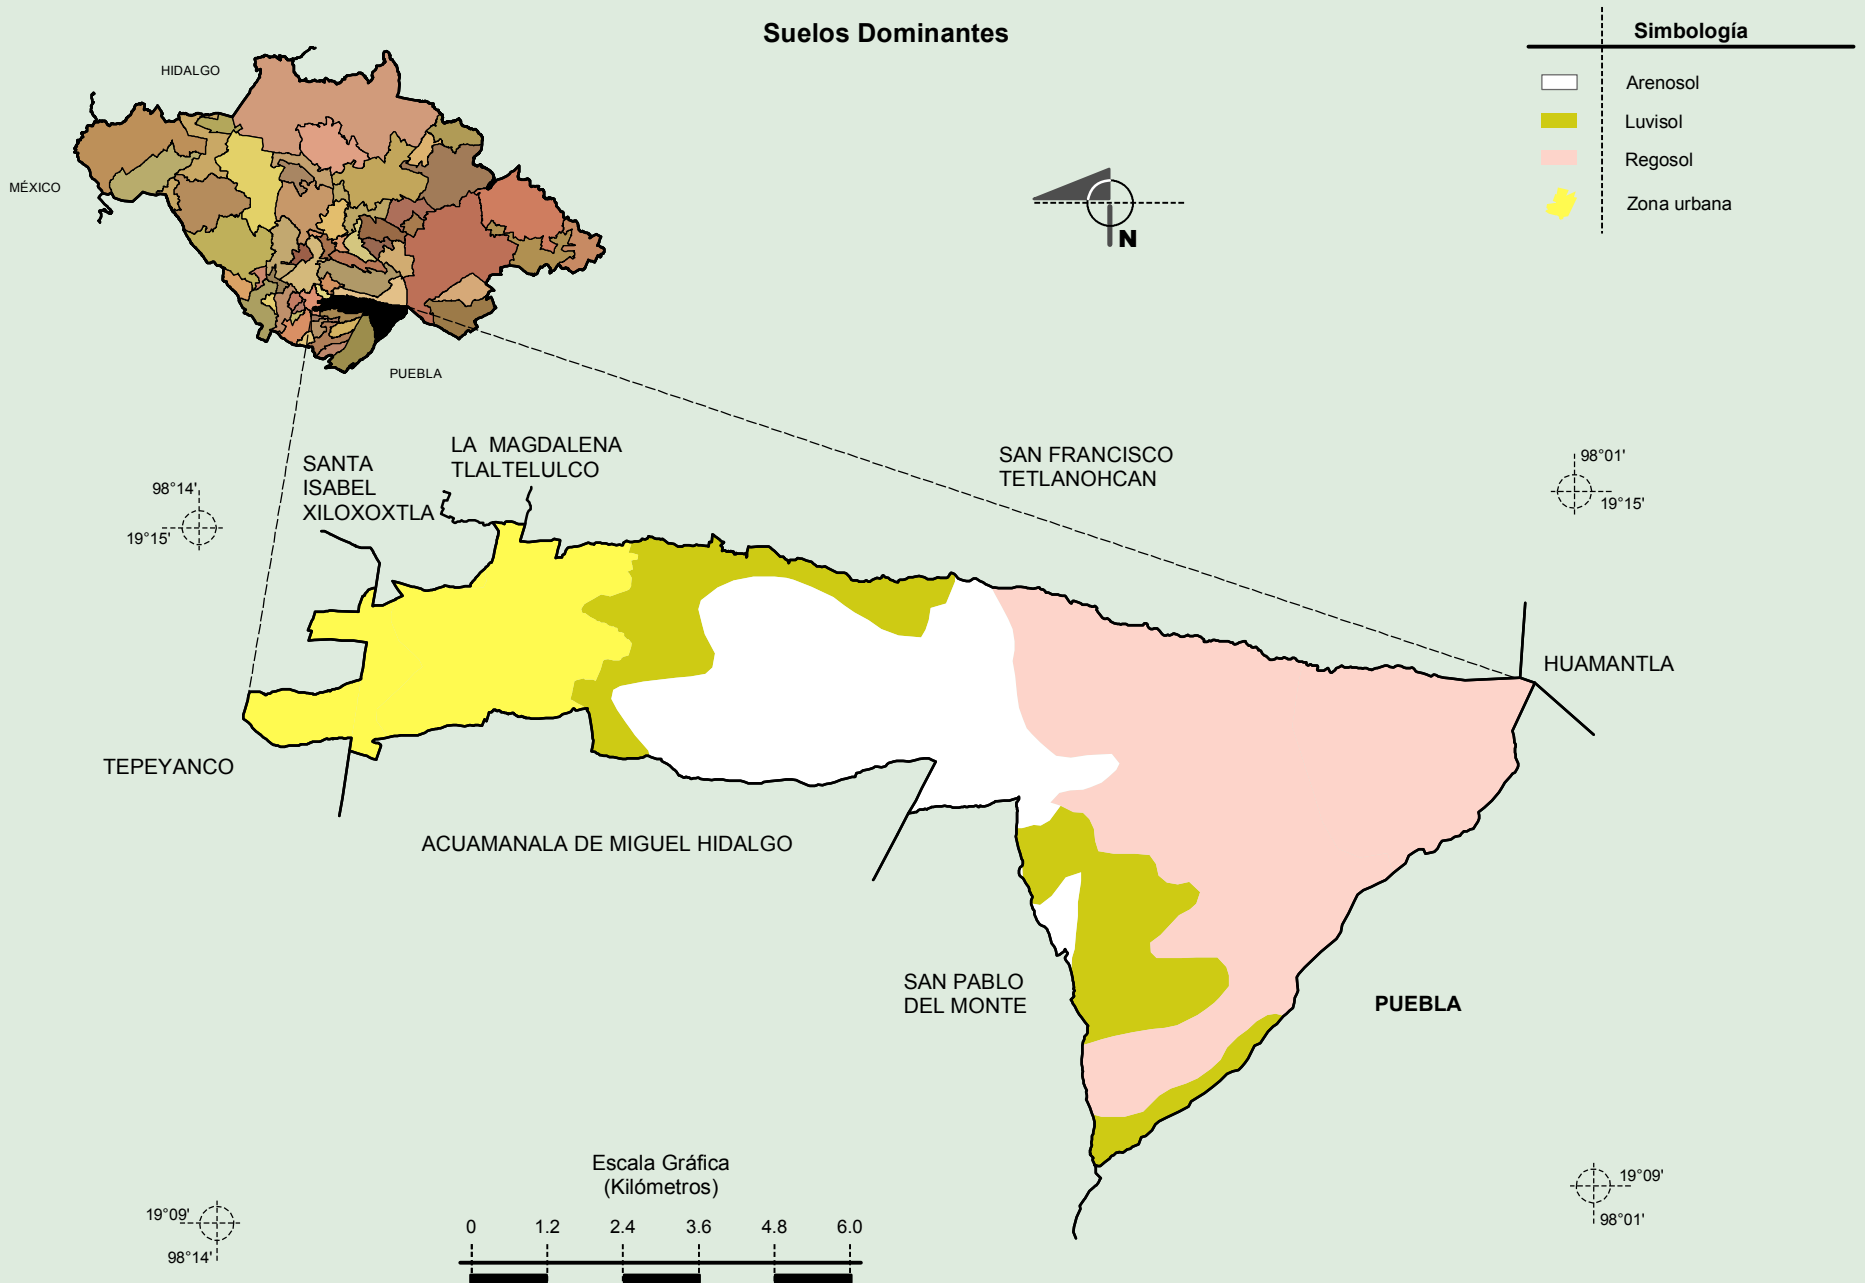 Suelos Dominantes
Simbología
Arenosol
Luvisol
Regosol
Zona urbana
HIDALGO
MÉXICO
PUEBLA
N
98°14'
19°15'
SANTA
ISABEL
XILOXOXTLA
LA MAGDALENA
TLALTELULCO
SAN FRANCISCO
TETLANOHCAN
98°01'
19°15'
HUAMANTLA
TEPEYANCO
ACUAMANALA DE MIGUEL HIDALGO
SAN PABLO
DEL MONTE
PUEBLA
19°09'
98°14'
Escala Gráfica
(Kilómetros)
0 1.2 2.4 3.6 4.8 6.0
19°09'
98°01'